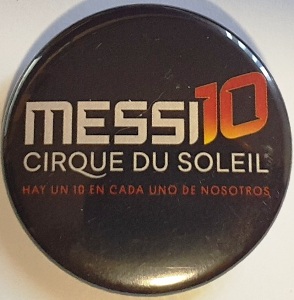 MESSI10
CIRQUE DU SOLEIL
HAY UN 10 EN CADA UNO DE NOSOTROS